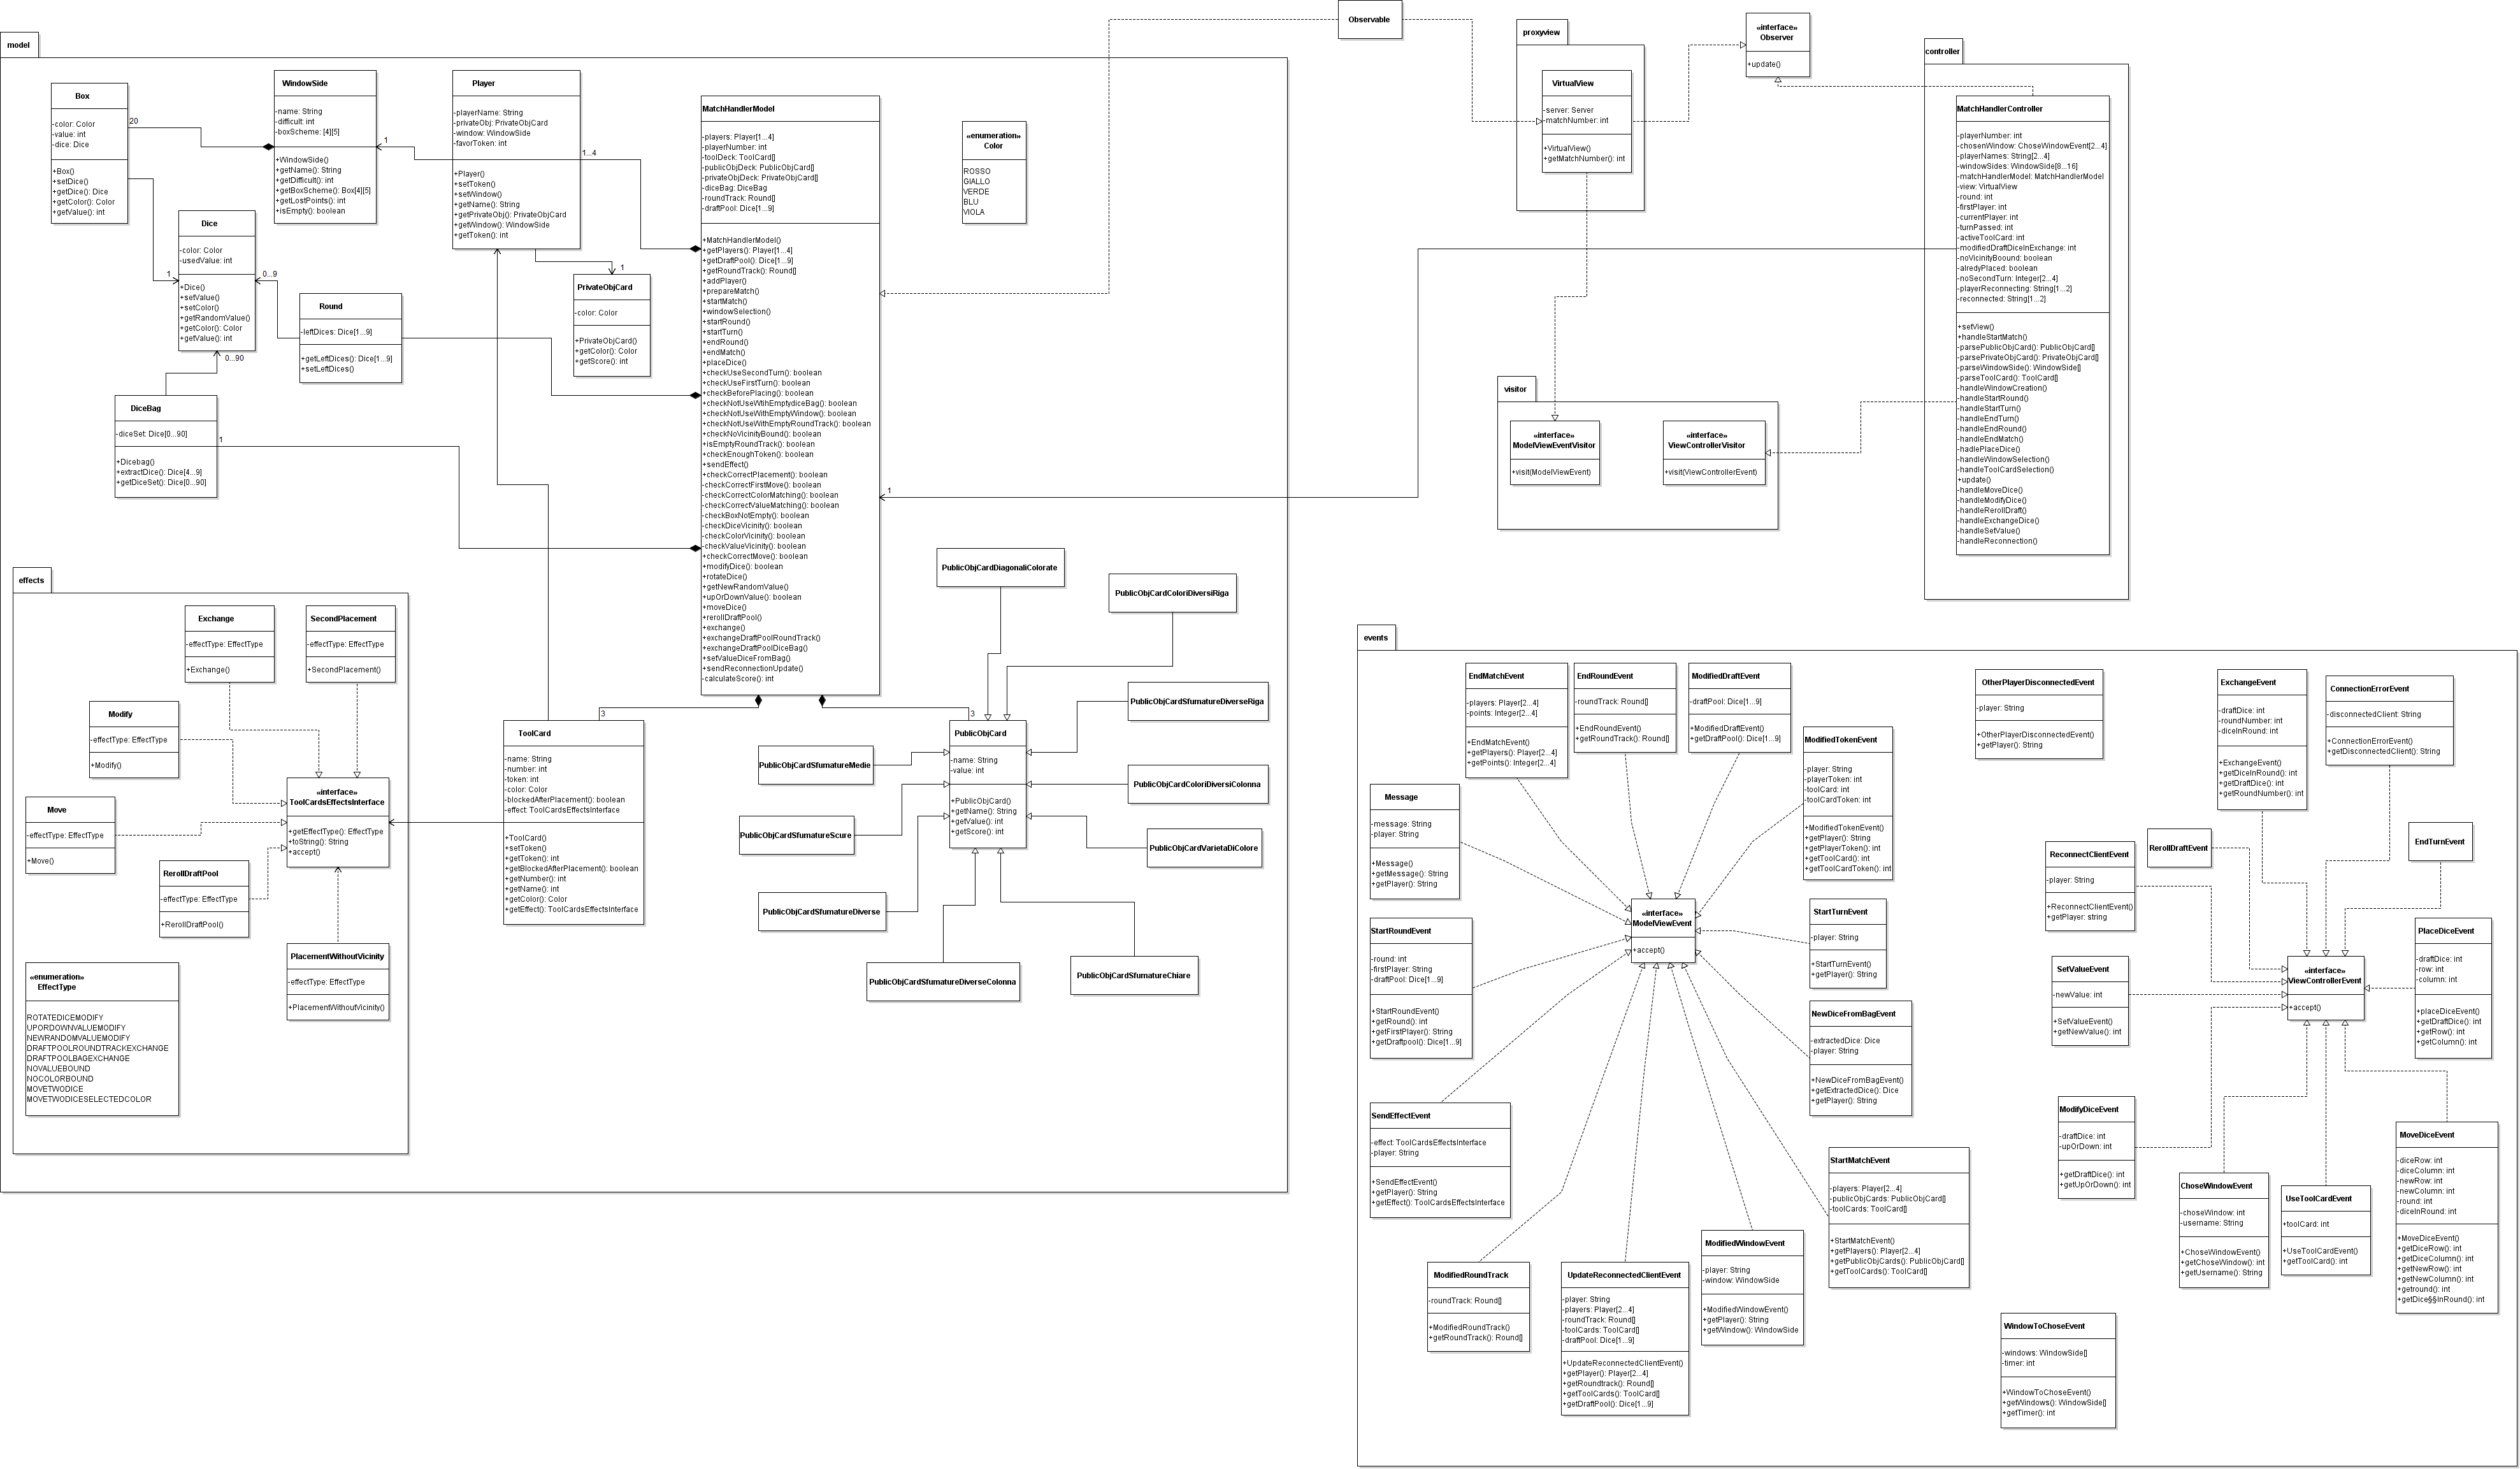 Observable
model
Box
-color: Color
-value: int
-dice: Dice
+Box()
+setDice()
+getDice(): Dice
+getColor(): Color
+getValue(): int
20
WindowSide
-name: String
-difficult: int
-boxScheme: [4][5]
+WindowSide()
+getName(): String
+getDifficult(): int
+getBoxScheme(): Box[4][5]
+getLostPoints(): int
+isEmpty(): boolean
1
Player
-playerName: String
-privateObj: PrivateObjCard
-window: WindowSide
-favorToken: int
+Player()
+setToken()
+setWindow()
+getName(): String
+getPrivateObj(): PrivateObjCard
+getWindow(): WindowSide
+getToken(): int
1...4
1
PrivateObjCard
-color: Color
+PrivateObjCard()
+getColor(): Color
+getScore(): int
Dice
-color: Color
-usedValue: int
+Dice()
+setValue()
+setColor()
+getRandomValue()
+getColor(): Color
+getValue(): int
1
0...9
0...90
Round
-leftDices: Dice[1...9]
+getLeftDices(): Dice[1...9]
+setLeftDices()
DiceBag
-diceSet: Dice[0...90]
+Dicebag()
+extractDice(): Dice[4...9]
+getDiceSet(): Dice[0...90]
1
MatchHandlerModel
-players: Player[1...4]
-playerNumber: int
-toolDeck: ToolCard[]
-publicObjDeck: PublicObjCard[]
-privateObjDeck: PrivateObjCard[]
-diceBag: DiceBag
-roundTrack: Round[]
-draftPool: Dice[1...9]
+MatchHandlerModel()
+getPlayers(): Player[1...4]
+getDraftPool(): Dice[1...9]
+getRoundTrack(): Round[]
+addPlayer()
+prepareMatch()
+startMatch()
+windowSelection()
+startRound()
+startTurn()
+endRound()
+endMatch()
+placeDice()
+checkUseSecondTurn(): boolean
+checkUseFirstTurn(): boolean
+checkBeforePlacing(): boolean
+checkNotUseWtihEmptydiceBag(): boolean
+checkNotUseWithEmptyWindow(): boolean
+checkNotUseWithEmptyRoundTrack(): boolean
+checkNoVicinityBound(): boolean
+isEmptyRoundTrack(): boolean
+checkEnoughToken(): boolean
+sendEffect()
+checkCorrectPlacement(): boolean
-checkCorrectFirstMove(): boolean
-checkCorrectColorMatching(): boolean
-checkCorrectValueMatching(): boolean
-checkBoxNotEmpty(): boolean
-checkDiceVicinity(): boolean
-checkColorVicinity(): boolean
-checkValueVicinity(): boolean
+checkCorrectMove(): boolean
+modifyDice(): boolean
+rotateDice()
+getNewRandomValue()
+upOrDownValue(): boolean
+moveDice()
+rerollDraftPool()
+exchange()
+exchangeDraftPoolRoundTrack()
+exchangeDraftPoolDiceBag()
+setValueDiceFromBag()
+sendReconnectionUpdate()
-calculateScore(): int
1
«enumeration»
Color
ROSSO
GIALLO
VERDE
BLU
VIOLA
effects
Exchange
-effectType: EffectType
+Exchange()
SecondPlacement
-effectType: EffectType
+SecondPlacement()
Modify
-effectType: EffectType
+Modify()
Move
-effectType: EffectType
+Move()
RerollDraftPool
-effectType: EffectType
+RerollDraftPool()
«interface»
ToolCardsEffectsInterface
+getEffectType(): EffectType
+toString(): String
+accept()
PlacementWithoutVicinity
-effectType: EffectType
+PlacementWithoutVicinity()
«enumeration»
EffectType
ROTATEDICEMODIFY
UPORDOWNVALUEMODIFY
NEWRANDOMVALUEMODIFY
DRAFTPOOLROUNDTRACKEXCHANGE
DRAFTPOOLBAGEXCHANGE
NOVALUEBOUND
NOCOLORBOUND
MOVETWODICE
MOVETWODICESELECTEDCOLOR
3
ToolCard
-name: String
-number: int
-token: int
-color: Color
-blockedAfterPlacement(): boolean
-effect: ToolCardsEffectsInterface
+ToolCard()
+setToken()
+getToken(): int
+getBlockedAfterPlacement(): boolean
+getNumber(): int
+getName(): int
+getColor(): Color
+getEffect(): ToolCardsEffectsInterface
3
PublicObjCard
-name: String
-value: int
+PublicObjCard()
+getName(): String
+getValue(): int
+getScore(): int
PublicObjCardDiagonaliColorate
PublicObjCardColoriDiversiRiga
PublicObjCardSfumatureDiverseRiga
PublicObjCardSfumatureMedie
PublicObjCardColoriDiversiColonna
PublicObjCardSfumatureScure
PublicObjCardVarietaDiColore
PublicObjCardSfumatureDiverse
PublicObjCardSfumatureDiverseColonna
PublicObjCardSfumatureChiare
proxyview
VirtualView
-server: Server
-matchNumber: int
+VirtualView()
+getMatchNumber(): int
«interface»
Observer
+update()
controller
MatchHandlerController
-playerNumber: int
-chosenWindow: ChoseWindowEvent[2...4]
-playerNames: String[2...4]
-windowSides: WindowSide[8...16]
-matchHandlerModel: MatchHandlerModel
-view: VirtualView
-round: int
-firstPlayer: int
-currentPlayer: int
-turnPassed: int
-activeToolCard: int
-modifiedDraftDiceInExchange: int
-noVicinityBoound: boolean
-alredyPlaced: boolean
-noSecondTurn: Integer[2...4]
-playerReconnecting: String[1...2]
-reconnected: String[1...2]
+setView()
+handleStartMatch()
-parsePublicObjCard(): PublicObjCard[]
-parsePrivateObjCard(): PrivateObjCard[]
-parseWindowSide(): WindowSide[]
-parseToolCard(): ToolCard[]
-handleWindowCreation()
-handleStartRound()
-handleStartTurn()
-handleEndTurn()
-handleEndRound()
-handleEndMatch()
-hadlePlaceDice()
-handleWindowSelection()
-handleToolCardSelection()
+update()
-handleMoveDice()
-handleModifyDice()
-handleRerollDraft()
-handleExchangeDice()
-handleSetValue()
-handleReconnection()
visitor
«interface»
ModelViewEventVisitor
+visit(ModelViewEvent)
«interface»
ViewControllerVisitor
+visit(ViewControllerEvent)
events
EndMatchEvent
-players: Player[2...4]
-points: Integer[2...4]
+EndMatchEvent()
+getPlayers(): Player[2...4]
+getPoints(): Integer[2...4]
EndRoundEvent
-roundTrack: Round[]
+EndRoundEvent()
+getRoundTrack(): Round[]
ModifiedDraftEvent
-draftPool: Dice[1...9]
+ModifiedDraftEvent()
+getDraftPool(): Dice[1...9]
ModifiedTokenEvent
-player: String
-playerToken: int
-toolCard: int
-toolCardToken: int
+ModifiedTokenEvent()
+getPlayer(): String
+getPlayerToken(): int
+getToolCard(): int
+getToolCardToken(): int
Message
-message: String
-player: String
+Message()
+getMessage(): String
+getPlayer(): String
StartRoundEvent
-round: int
-firstPlayer: String
-draftPool: Dice[1...9]
+StartRoundEvent()
+getRound(): int
+getFirstPlayer(): String
+getDraftpool(): Dice[1...9]
«interface»
ModelViewEvent
+accept()
StartTurnEvent
-player: String
+StartTurnEvent()
+getPlayer(): String
NewDiceFromBagEvent
-extractedDice: Dice
-player: String
+NewDiceFromBagEvent()
+getExtractedDice(): Dice
+getPlayer(): String
SendEffectEvent
-effect: ToolCardsEffectsInterface
-player: String
+SendEffectEvent()
+getPlayer(): String
+getEffect(): ToolCardsEffectsInterface
StartMatchEvent
-players: Player[2...4]
-publicObjCards: PublicObjCard[]
-toolCards: ToolCard[]
+StartMatchEvent()
+getPlayers(): Player[2...4]
+getPublicObjCards(): PublicObjCard[]
+getToolCards(): ToolCard[]
ModifiedRoundTrack
-roundTrack: Round[]
+ModifiedRoundTrack()
+getRoundTrack(): Round[]
UpdateReconnectedClientEvent
-player: String
-players: Player[2...4]
-roundTrack: Round[]
-toolCards: ToolCard[]
-draftPool: Dice[1...9]
+UpdateReconnectedClientEvent()
+getPlayer(): Player[2...4]
+getRoundtrack(): Round[]
+getToolCards(): ToolCard[]
+getDraftPool(): Dice[1...9]
ModifiedWindowEvent
-player: String
-window: WindowSide
+ModifiedWindowEvent()
+getPlayer(): String
+getWindow(): WindowSide
OtherPlayerDisconnectedEvent
-player: String
+OtherPlayerDisconnectedEvent()
+getPlayer(): String
ExchangeEvent
-draftDice: int
-roundNumber: int
-diceInRound: int
+ExchangeEvent()
+getDiceInRound(): int
+getDraftDice(): int
+getRoundNumber(): int
ConnectionErrorEvent
-disconnectedClient: String
+ConnectionErrorEvent()
+getDisconnectedClient(): String
ReconnectClientEvent
-player: String
+ReconnectClientEvent()
+getPlayer: string
RerollDraftEvent
EndTurnEvent
SetValueEvent
-newValue: int
+SetValueEvent()
+getNewValue(): int
«interface»
ViewControllerEvent
+accept()
PlaceDiceEvent
-draftDice: int
-row: int
-column: int
+placeDiceEvent()
+getDraftDice(): int
+getRow(): int
+getColumn(): int
ModifyDiceEvent
-draftDice: int
-upOrDown: int
+getDraftDice(): int
+getUpOrDown(): int
ChoseWindowEvent
-choseWindow: int
-username: String
+ChoseWindowEvent()
+getChoseWindow(): int
+getUsername(): String
UseToolCardEvent
+toolCard: int
+UseToolCardEvent()
+getToolCard(): int
MoveDiceEvent
-diceRow: int
-diceColumn: int
-newRow: int
-newColumn: int
-round: int
-diceInRound: int
+MoveDiceEvent()
+getDiceRow(): int
+getDiceColumn(): int
+getNewRow(): int
+getNewColumn(): int
+getround(): int
+getDice§§InRound(): int
WindowToChoseEvent
-windows: WindowSide[]
-timer: int
+WindowToChoseEvent()
+getWindows(): WindowSide[]
+getTimer(): int